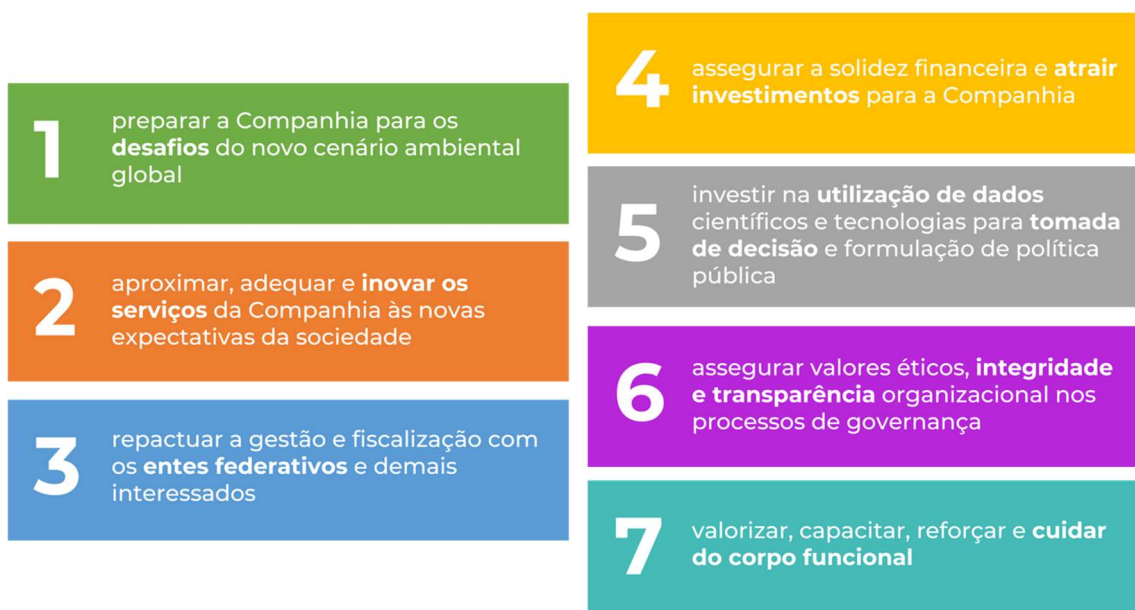 1
preparar a Companhia para os
desafios do novo cenário ambiental
global
2
aproximar, adequar e inovar os
serviços da Companhia às novas
expectativas da sociedade
3
repactuar a gestão e fiscalização com
os entes federativos e demais
interessados
4
assegurar a solidez financeira e atrair
investimentos para a Companhia
5
investir na utilização de dados
científicos e tecnologias para tomada
de decisão e formulação de política
pública
6
assegurar valores éticos, integridade
e transparência organizacional nos
processos de governança
7
valorizar, capacitar, reforçar e cuidar
do corpo funcional